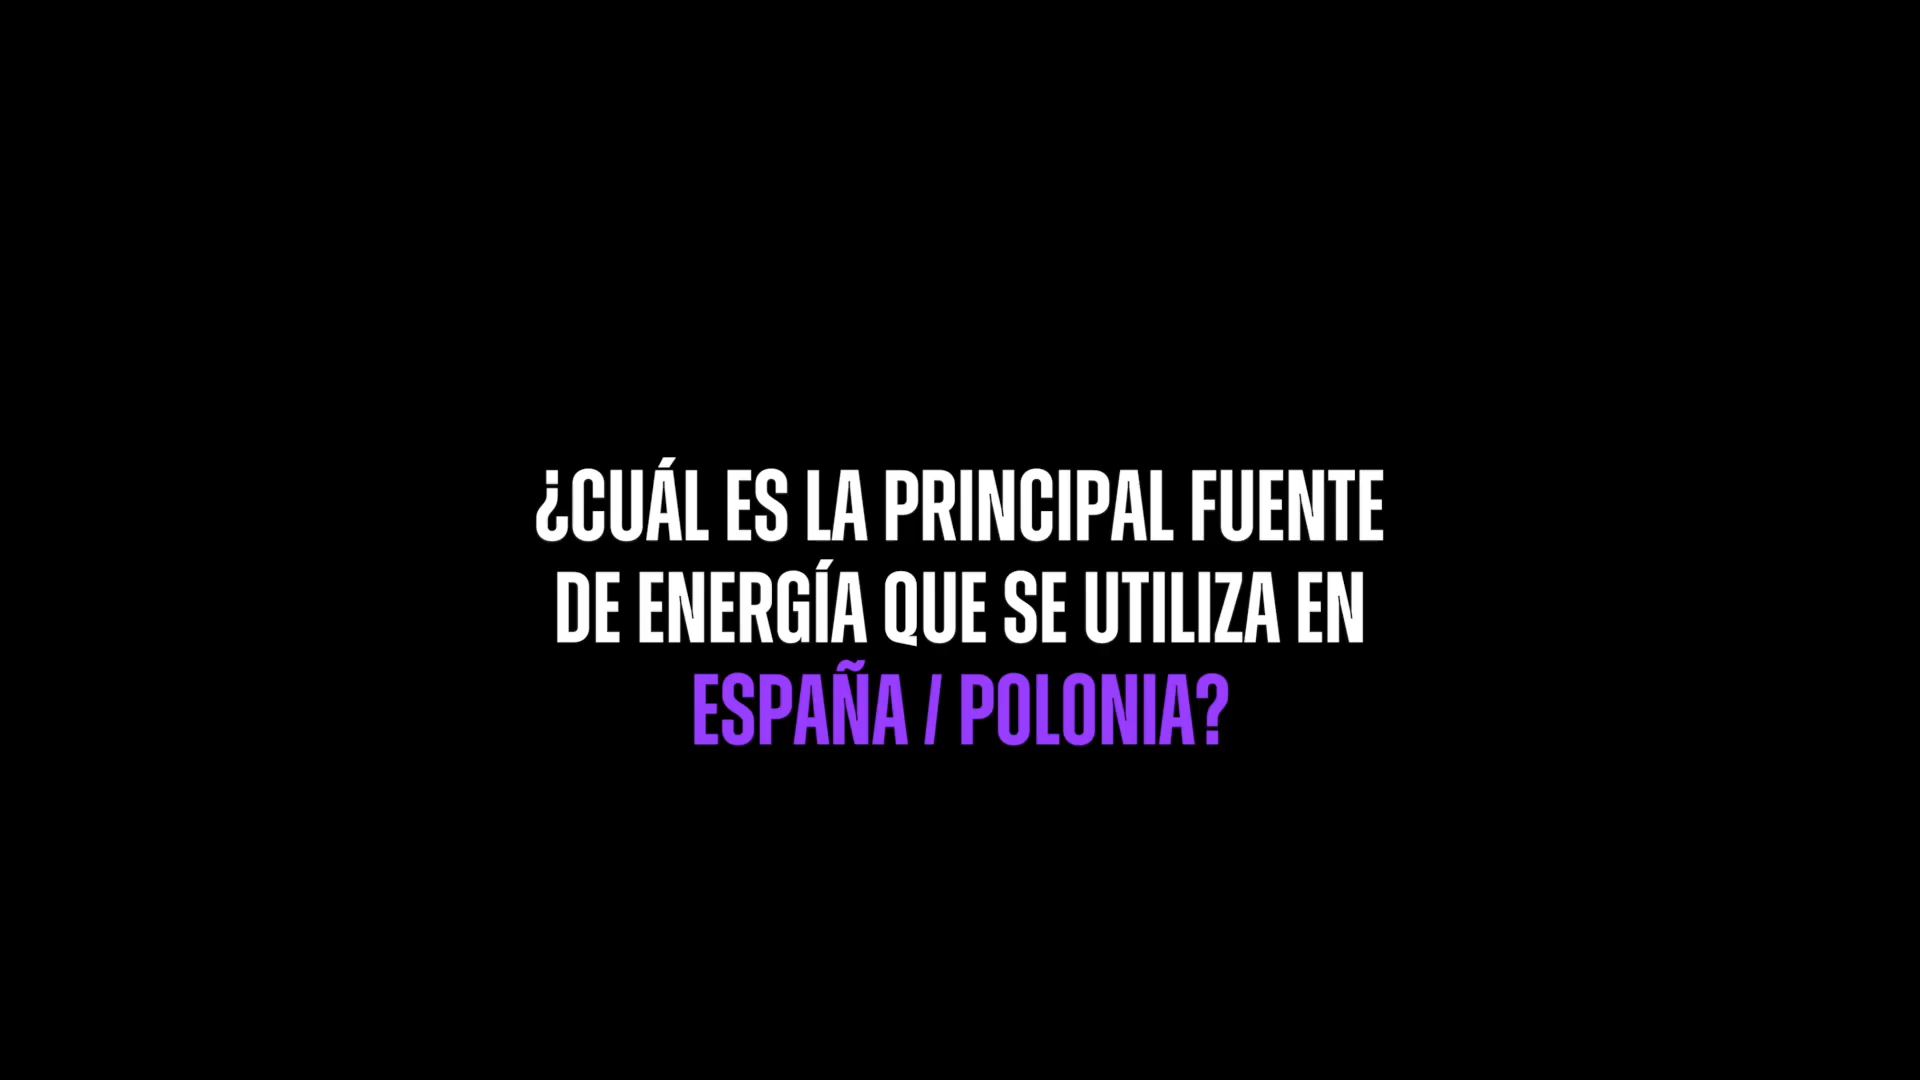 ¿CUÁL ES LA PRINCIPAL FUENTE
DE ENERGÍA QUE SE UTILIZA EN
ESPAÑA / POLONIA?